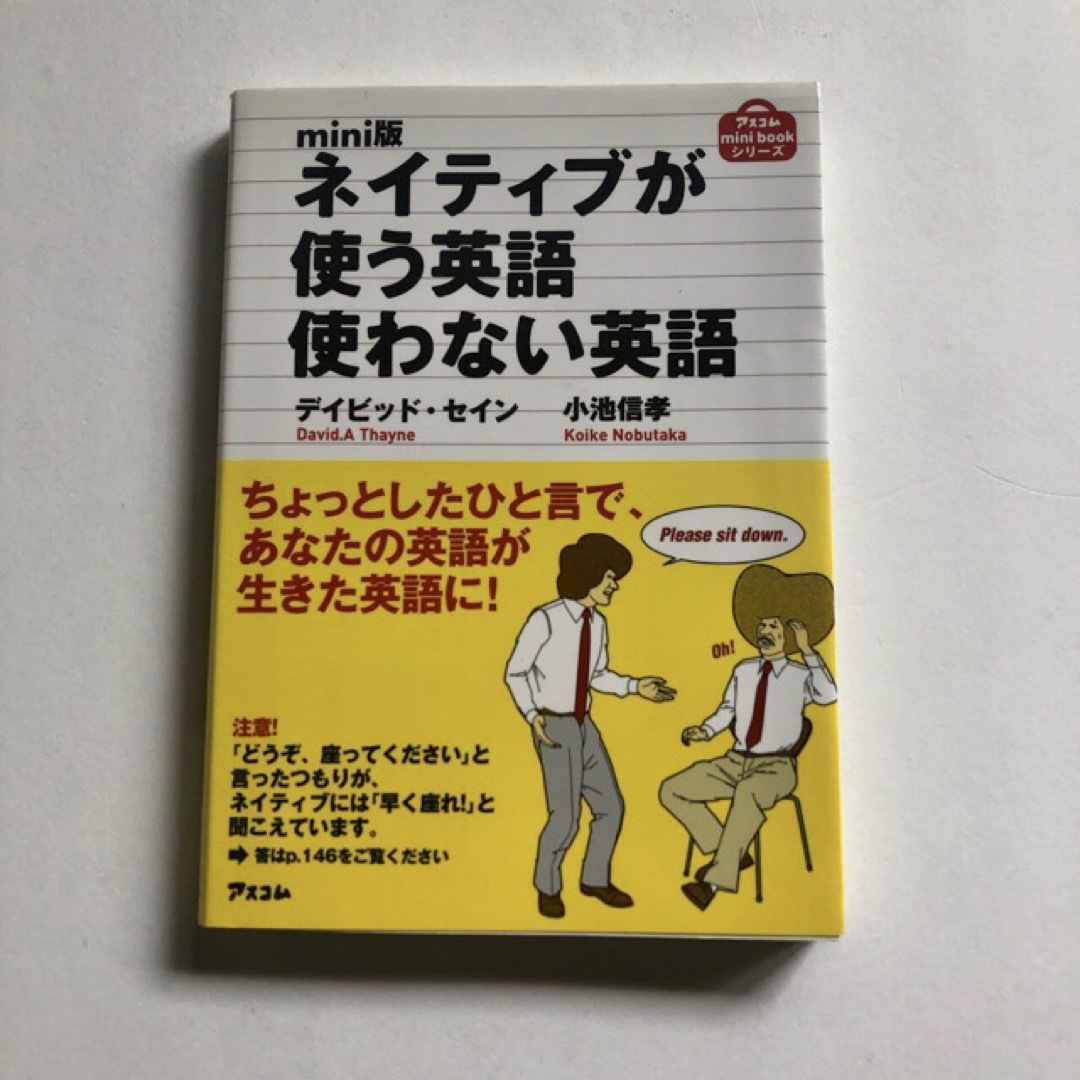 mini版
ネイティブが
使う英語
使わない英語
アスコム
mini book
シリーズ
デイビッド・セイン
David.A Thayne
小池信孝
Koike Nobutaka
ちょっとしたひと言で、
あなたの英語が
生きた英語に!
Please sit down.
Oh!
注意!
「どうぞ、座ってください」と
言ったつもりが、
ネイティブには「早く座れ!」と
聞こえています。
➡ 答はp.146をご覧ください
アスコム